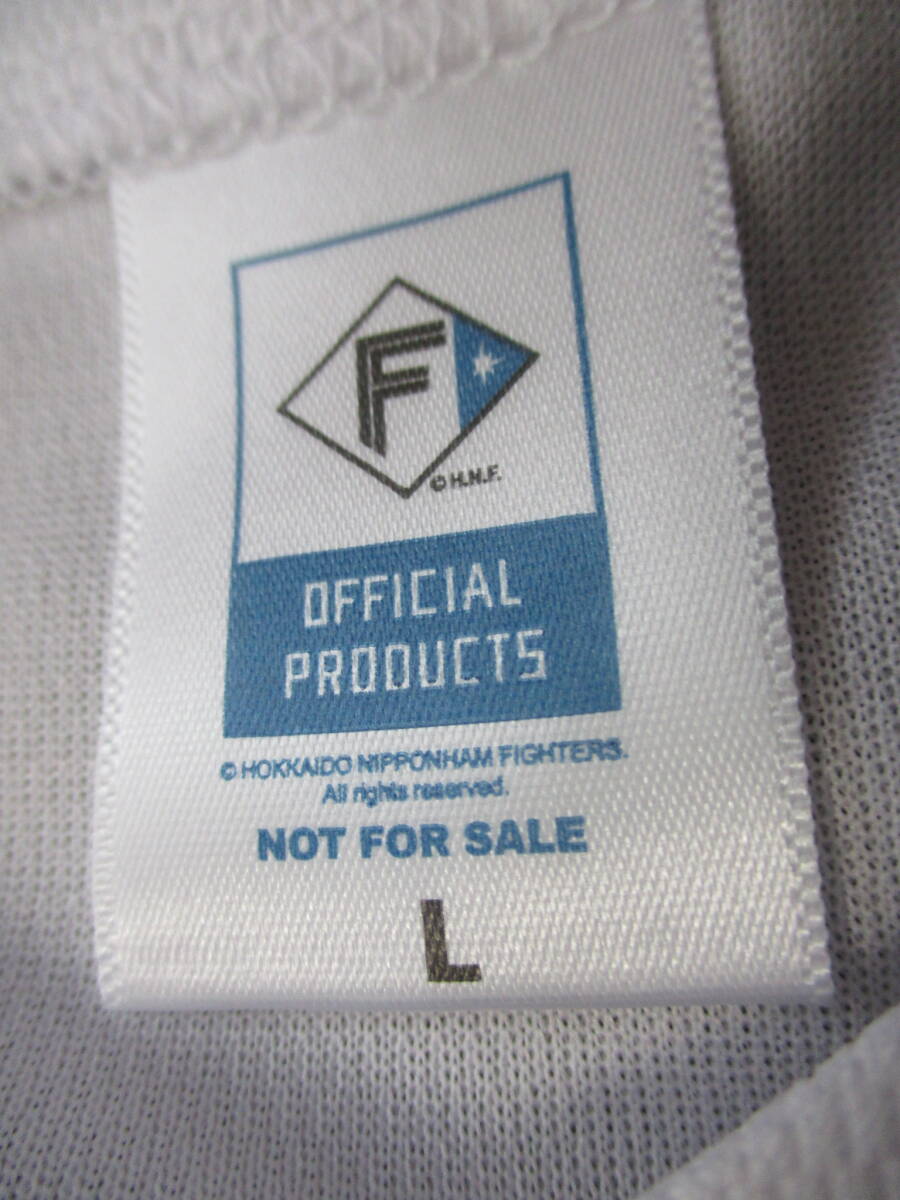 F
© H.N.F.
OFFICIAL
PRODUCTS
© HOKKAIDO NIPPONHAM FIGHTERS.
All rights reserved.
NOT FOR SALE
L